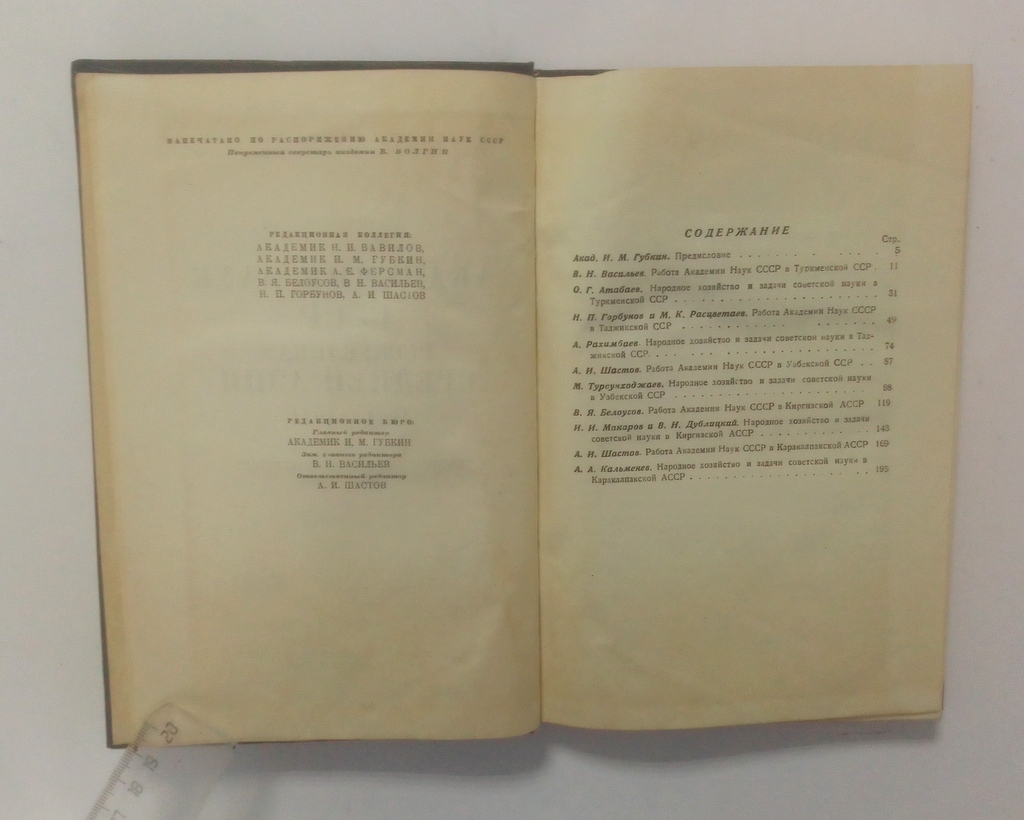 НАПЕЧАТАНО ПО РАСПОРЯЖЕНИЮ АКАДЕМИИ НАУК СССР
Непременный секретарь академик В. ВОЛГИН
РЕДАКЦИОННАЯ КОЛЛЕГИЯ:
АКАДЕМИК Н. И. ВАВИЛОВ,
АКАДЕМИК И. М. ГУБКИН,
АКАДЕМИК А. Е. ФЕРСМАН,
В. Я. БЕЛОУСОВ, В. Н. ВАСИЛЬЕВ,
Н. П. ГОРБУНОВ, А. И. ШАСТОВ
РЕДАКЦИОННОЕ БЮРО:
Главный редактор
АКАДЕМИК И. М. ГУБКИН
Зам. главного редактора
В. Н. ВАСИЛЬЕВ
Ответственный редактор
А. И. ШАСТОВ
СОДЕРЖАНИЕ
Стр.
Акад. И. М. Губкин. Предисловие . . . . . . . . . . 5
В. Н. Васильев. Работа Академии Наук СССР в Туркменской ССР . 11
О. Г. Атабаев. Народное хозяйство и задачи советской науки в
Туркменской ССР . . . . . . . . . . . . . . . . 31
Н. П. Горбунов и М. К. Расцветаев. Работа Академии Наук СССР
в Таджикской ССР . . . . . . . . . . . . . . 49
А. Рахимбаев. Народное хозяйство и задачи советской науки в Тад-
жикской ССР. . . . . . . . . . . . . . . . . . 74
А. И. Шастов. Работа Академии Наук СССР в Узбекской ССР . . 87
М. Турсунходжаев. Народное хозяйство и задачи советской науки
в Узбекской ССР . . . . . . . . . . . . . . . . 98
В. Я. Белоусов. Работа Академии Наук СССР в Киргизской АССР 119
И. И. Макаров и В. Н. Дублицкий. Народное хозяйство и задачи
советской науки в Киргизской АССР . . . . . . . . . . 143
А. И. Шастов. Работа Академии Наук СССР в Каракалпакской АССР 169
А. А. Кальменев. Народное хозяйство и задачи советской науки в
Каракалпакской АССР . . . . . . . . . . . . . . . 195